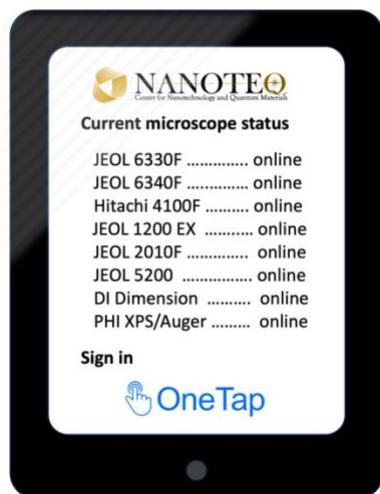 NANOTEQ
Center for Nanotechnology and Quantum Materials
Current microscope status
JEOL 6330F .............. online
JEOL 6340F .............. online
Hitachi 4100F .......... online
JEOL 1200 EX ........... online
JEOL 2010F .............. online
JEOL 5200 ................ online
DI Dimension .......... online
PHI XPS/Auger ......... online
Sign in
OneTap